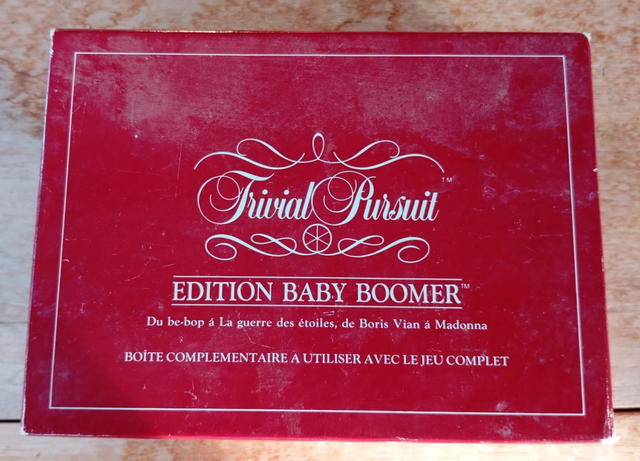 Trivial Pursuit™
EDITION BABY BOOMER™
Du be-bop á La guerre des étoiles, de Boris Vian á Madonna
BOÎTE COMPLEMENTAIRE A UTILISER AVEC LE JEU COMPLET